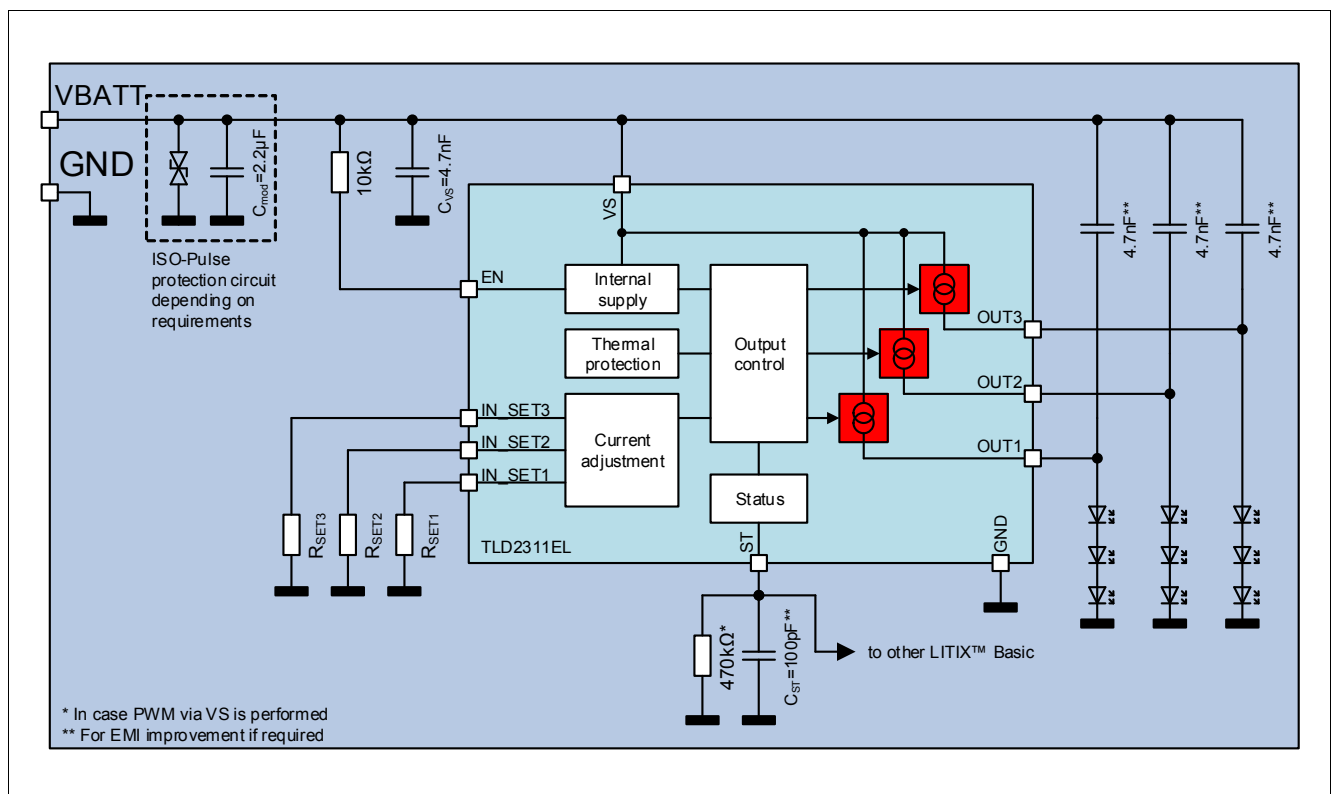 VBATT
GND
Cmod=2.2µF
ISO-Pulse
protection circuit
depending on
requirements
10kΩ
CVS=4.7nF
VS
4.7nF**
4.7nF**
4.7nF**
EN
Internal
supply
Thermal
protection
Output
control
OUT3
OUT2
OUT1
IN_SET3
IN_SET2
IN_SET1
Current
adjustment
Status
RSET3
RSET2
RSET1
TLD2311EL
ST
GND
470kΩ*
CST=100pF**
to other LITIX™ Basic
* In case PWM via VS is performed
** For EMI improvement if required